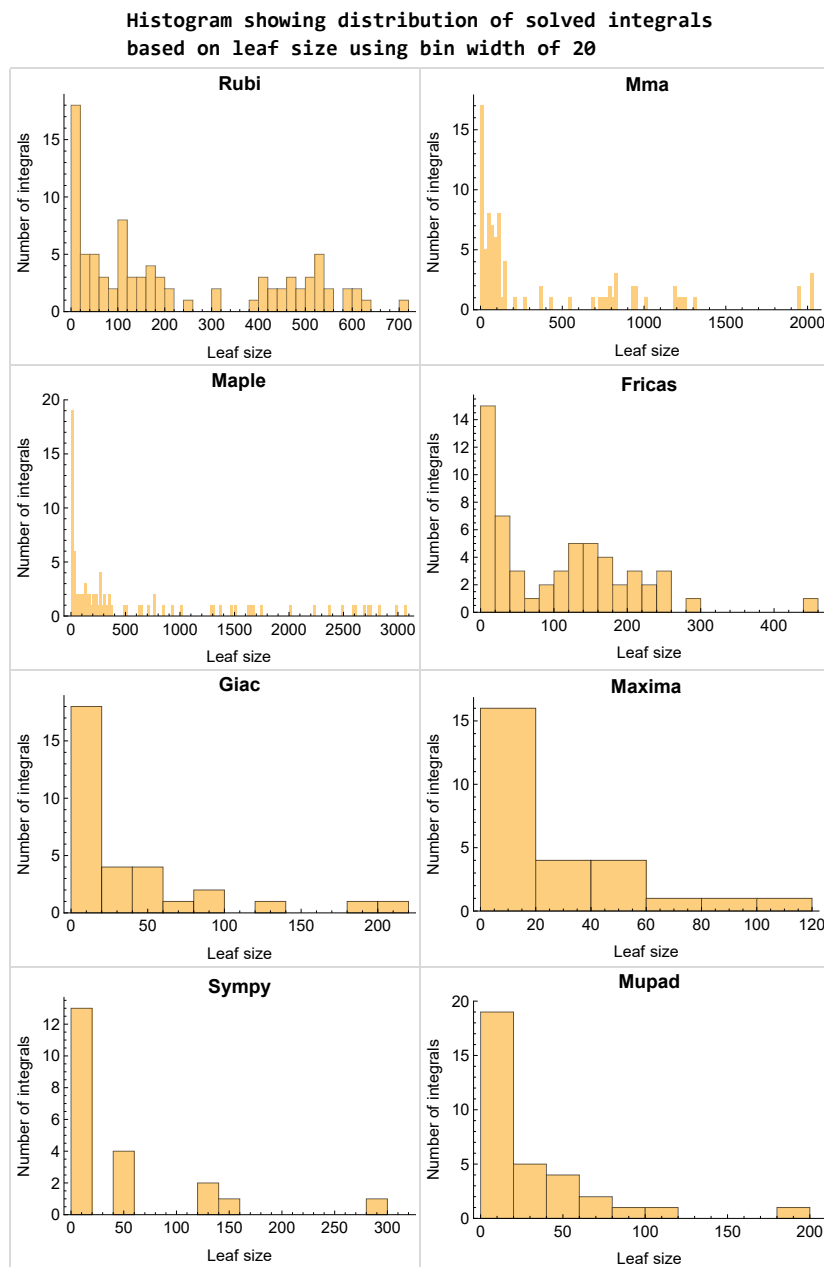 Histogram showing distribution of solved integrals
based on leaf size using bin width of 20
Rubi
Number of integrals
15
10
5
0
0 100 200 300 400 500 600 700
Leaf size
Mma
Number of integrals
15
10
5
0
0 500 1000 1500 2000
Leaf size
Maple
Number of integrals
20
15
10
5
0
0 500 1000 1500 2000 2500 3000
Leaf size
Fricas
Number of integrals
14
12
10
8
6
4
2
0
0 100 200 300 400
Leaf size
Giac
Number of integrals
15
10
5
0
0 50 100 150 200
Leaf size
Maxima
Number of integrals
15
10
5
0
0 20 40 60 80 100 120
Leaf size
Sympy
Number of integrals
12
10
8
6
4
2
0
0 50 100 150 200 250 300
Leaf size
Mupad
Number of integrals
20
15
10
5
0
0 50 100 150 200
Leaf size